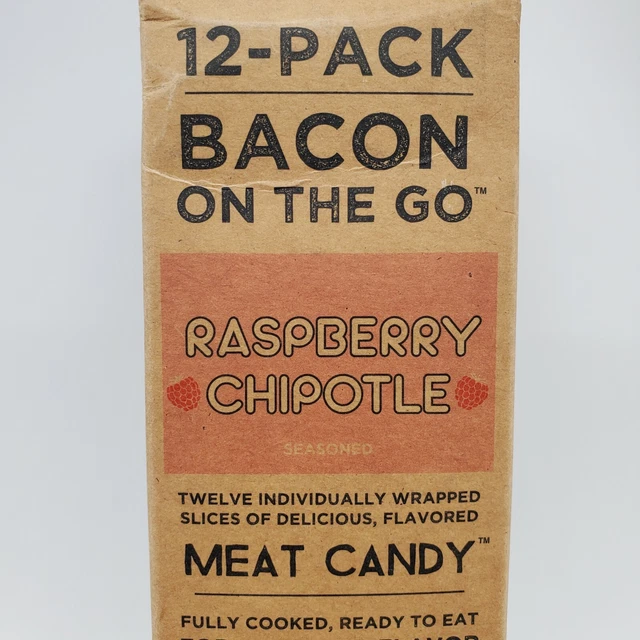 12-PACK
BACON
ON THE GO™
RASPBERRY
CHIPOTLE
SEASONED
TWELVE INDIVIDUALLY WRAPPED
SLICES OF DELICIOUS, FLAVORED
MEAT CANDY™
FULLY COOKED, READY TO EAT